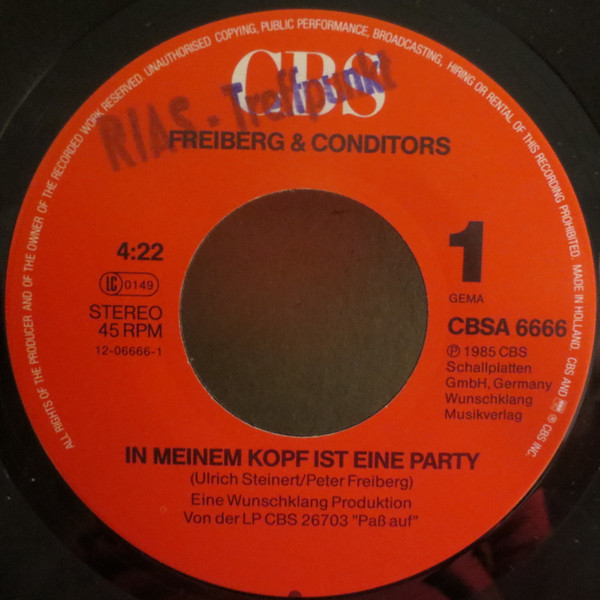 ALL RIGHTS OF THE PRODUCER AND OF THE OWNER OF THE RECORDED WORK RESERVED. UNAUTHORISED COPYING, PUBLIC PERFORMANCE, BROADCASTING, HIRING OR RENTAL OF THIS RECORDING PROHIBITED. MADE IN HOLLAND. CBS AND ® CBS INC.
CBS
RIAS - Treffpunkt
FREIBERG & CONDITORS
4:22
LC 0149
STEREO
45 RPM
12-06666-1
1
GEMA
CBSA 6666
℗ 1985 CBS
Schallplatten
GmbH, Germany
Wunschklang
Musikverlag
IN MEINEM KOPF IST EINE PARTY
(Ulrich Steinert/Peter Freiberg)
Eine Wunschklang Produktion
Von der LP CBS 26703 "Paß auf"